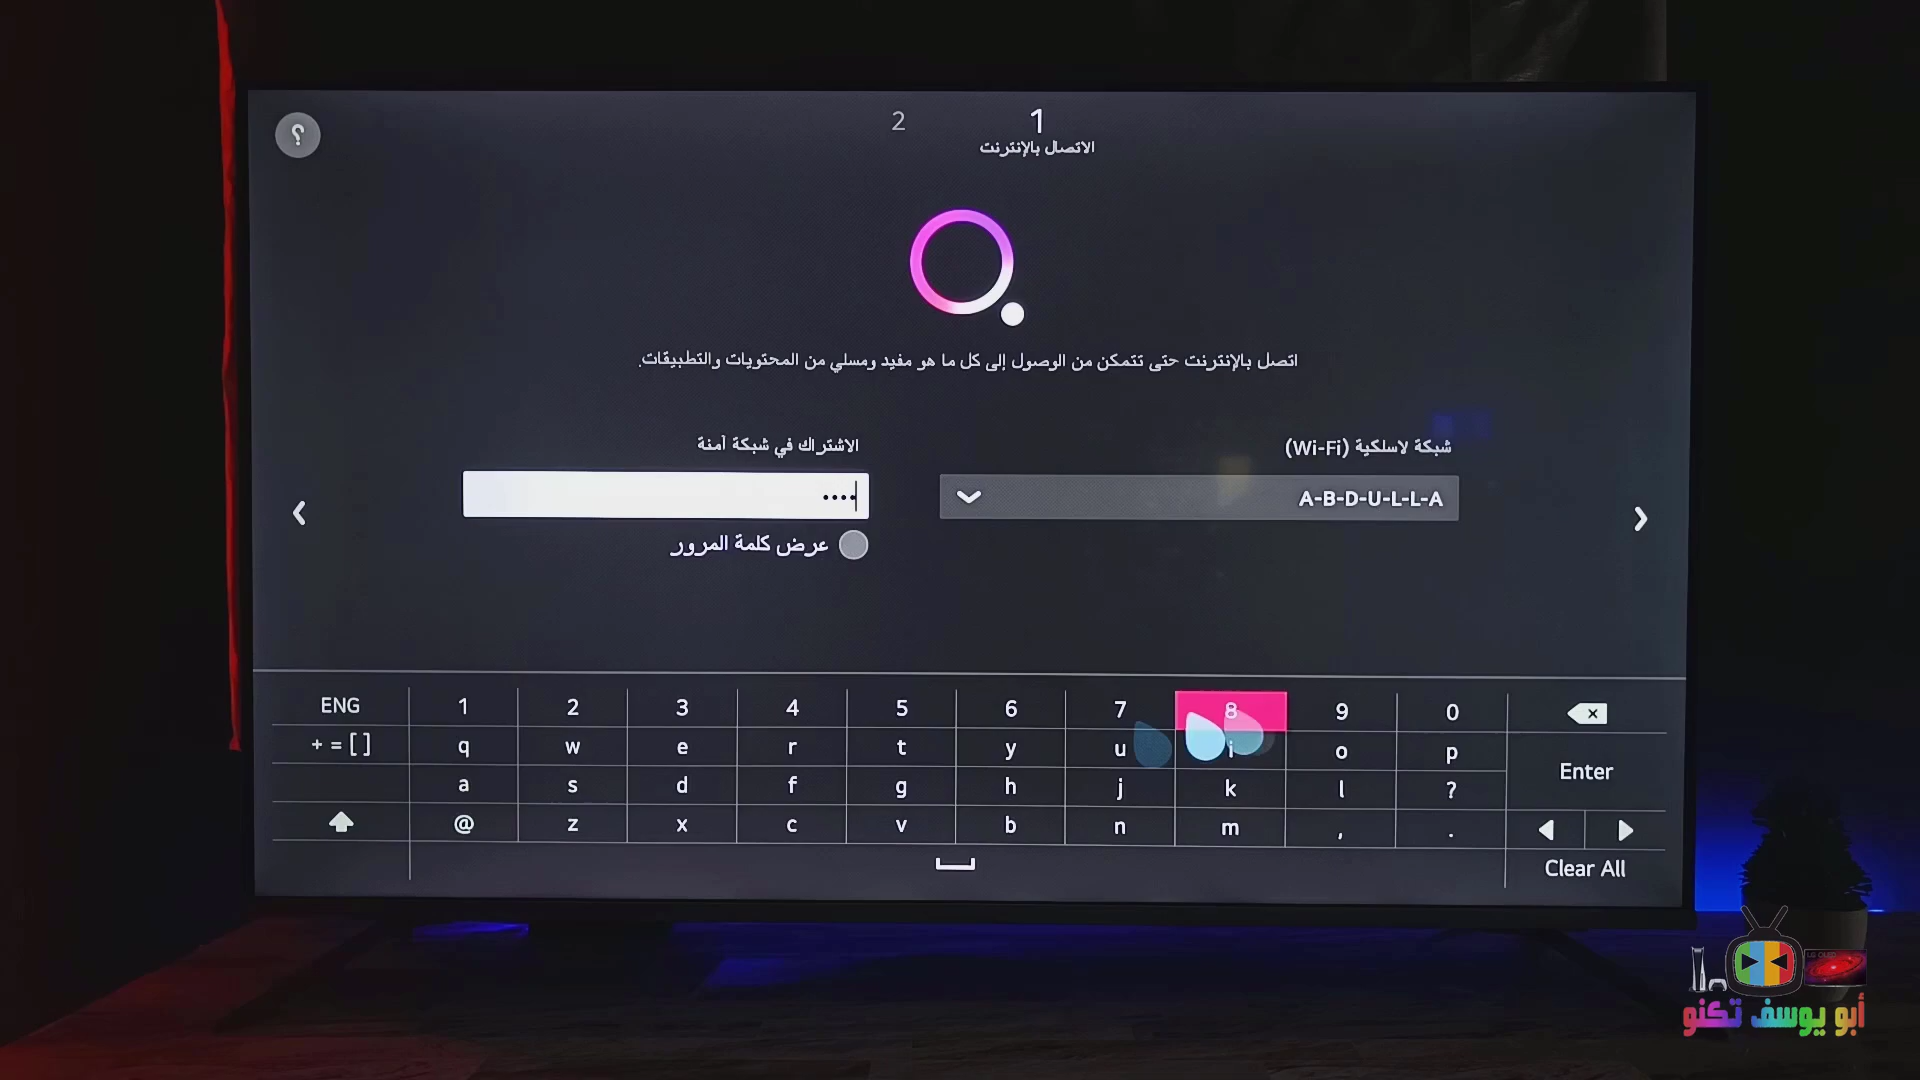 ؟
1
2
الاتصال بالإنترنت
اتصل بالإنترنت حتى تتمكن من الوصول إلى كل ما هو مفيد ومسلي من المحتويات والتطبيقات.
شبكة لاسلكية (Wi-Fi)
الاشتراك في شبكة آمنة
A-B-D-U-L-L-A
••••
عرض كلمة المرور
ENG 1 2 3 4 5 6 7 8 9 0
+ = [ ] q w e r t y u i o p
Enter
a s d f g h j k l ?
@ z x c v b n m , .
Clear All
أبو يوسف تكنو